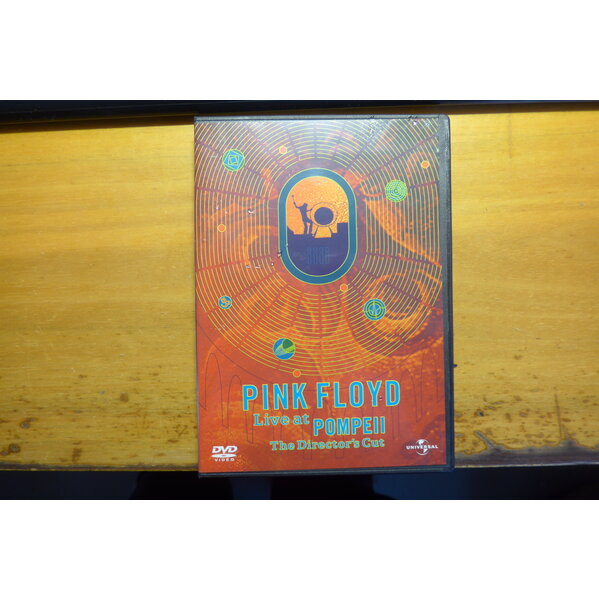 PINK FLOYD
Live at POMPEII
The Director's Cut
DVD
VIDEO
UNIVERSAL